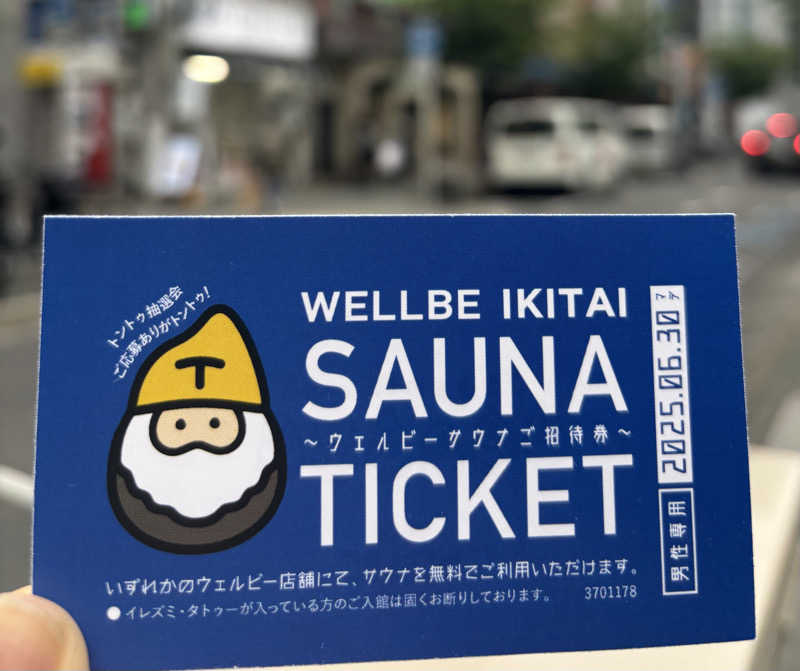 トントゥ抽選会
ご応募ありがトントゥ!
T
WELLBE IKITAI
SAUNA
～ウェルビーサウナご招待券～
TICKET
2025.06.30マデ
男性専用
いずれかのウェルビー店舗にて、サウナを無料でご利用いただけます。
●イレズミ・タトゥーが入っている方のご入館は固くお断りしております。
3701178